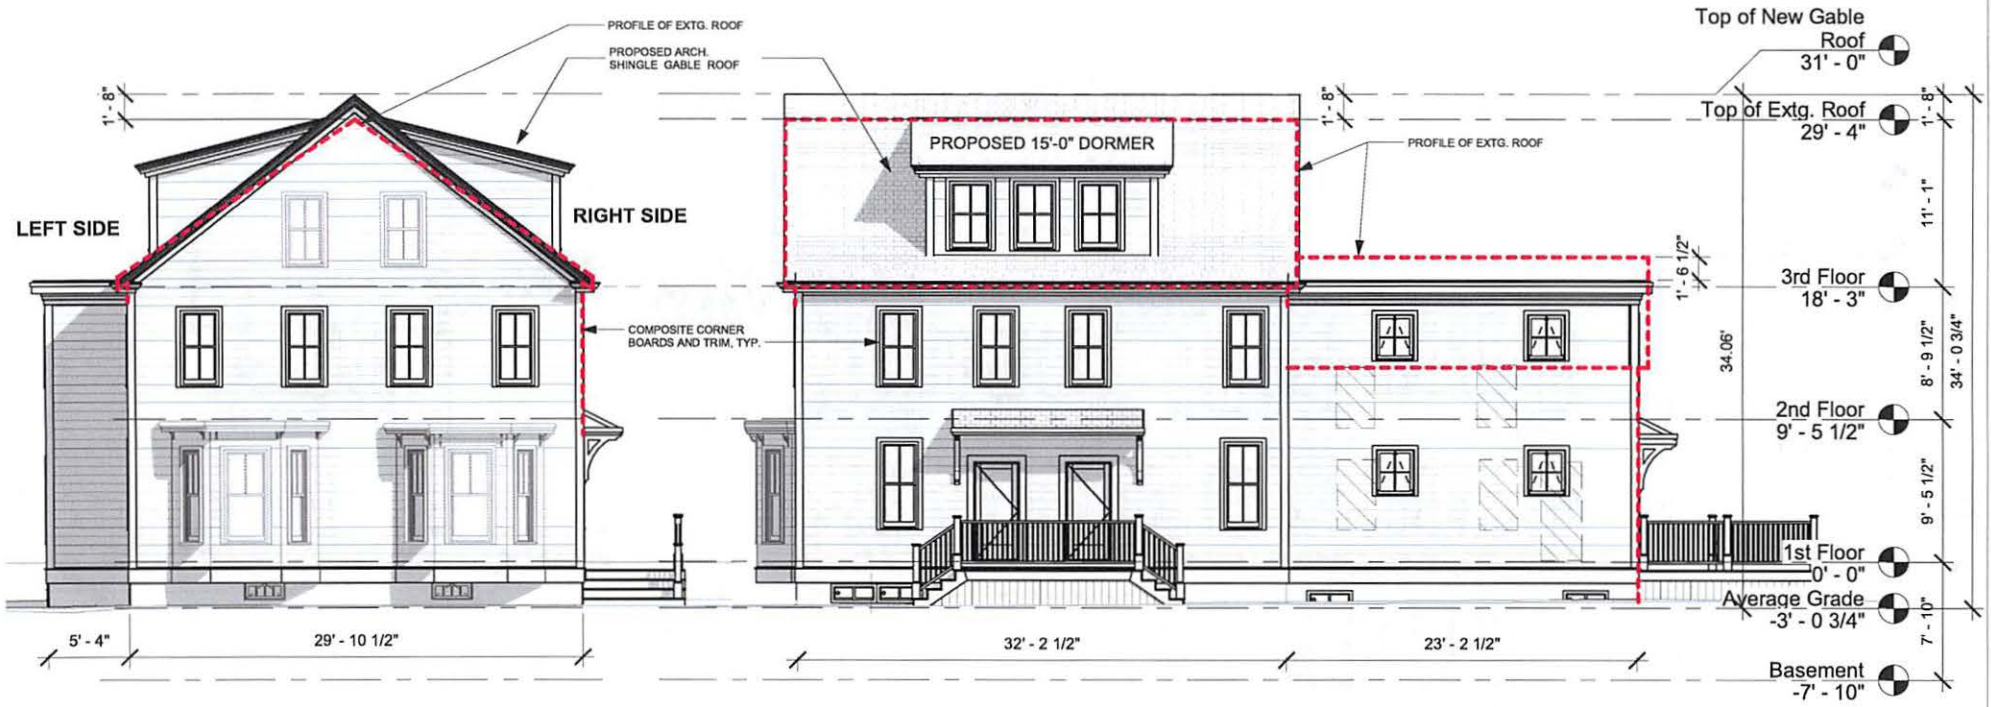 PROFILE OF EXTG. ROOF
PROPOSED ARCH.
SHINGLE GABLE ROOF
1' - 8"
LEFT SIDE
RIGHT SIDE
COMPOSITE CORNER
BOARDS AND TRIM, TYP.
5' - 4"
29' - 10 1/2"
PROPOSED 15'-0" DORMER
1' - 8"
PROFILE OF EXTG. ROOF
1' - 6 1/2"
32' - 2 1/2"
23' - 2 1/2"
34.06'
Top of New Gable
Roof
31' - 0"
Top of Extg. Roof
29' - 4"
3rd Floor
18' - 3"
2nd Floor
9' - 5 1/2"
1st Floor
0' - 0"
Average Grade
-3' - 0 3/4"
Basement
-7' - 10"
1' - 8"
11' - 1"
8' - 9 1/2"
9' - 5 1/2"
7' - 10"
34' - 0 3/4"